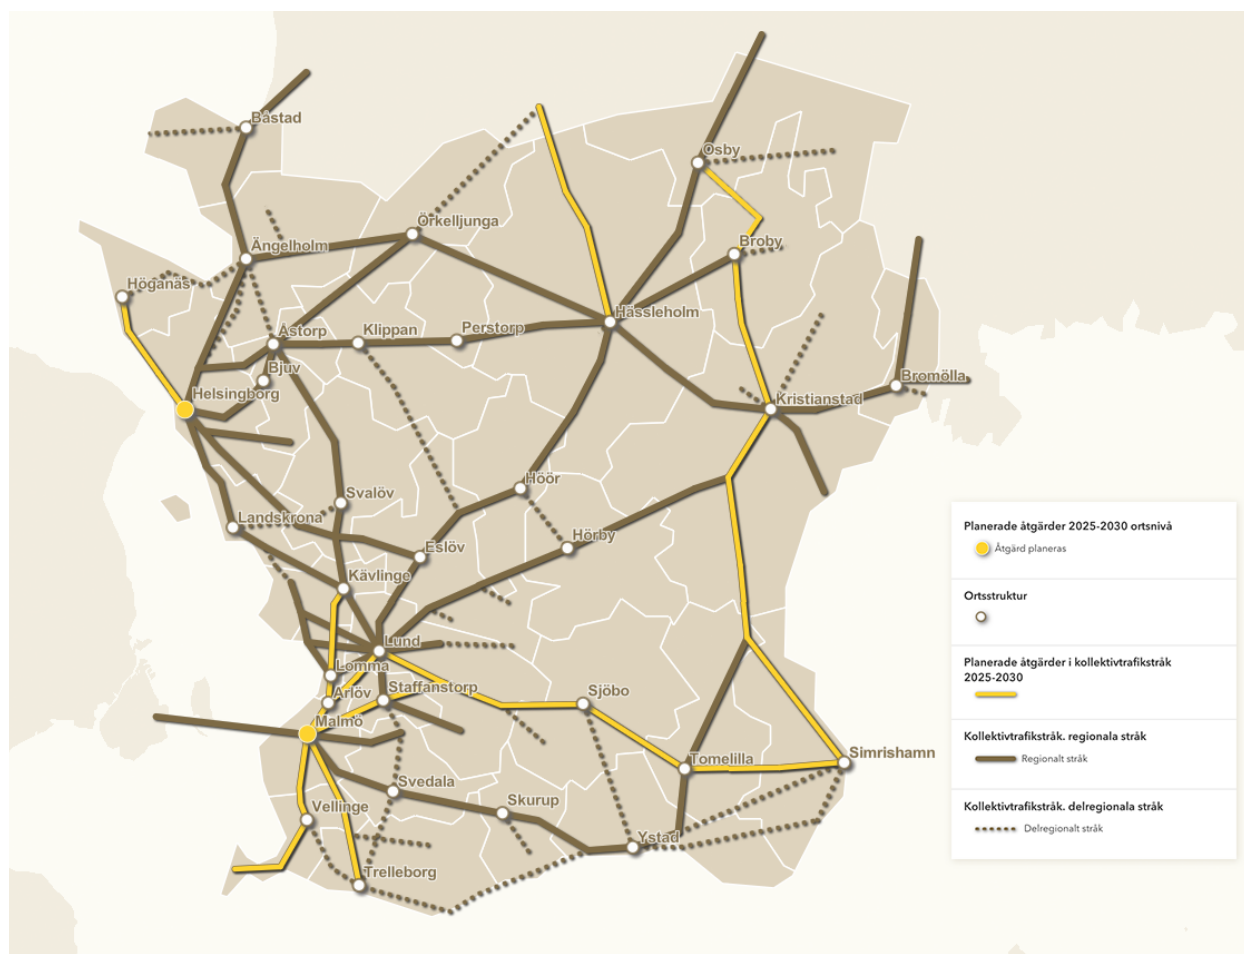 Båstad
Osby
Örkelljunga
Broby
Ängelholm
Höganäs
Hässleholm
Åstorp
Klippan
Perstorp
Bjuv
Bromölla
Helsingborg
Kristianstad
Höör
Svalöv
Landskrona
Hörby
Eslöv
Kävlinge
Lund
Lomma
Staffanstorp
Arlöv
Sjöbo
Malmö
Tomelilla
Simrishamn
Svedala
Vellinge
Skurup
Ystad
Trelleborg
Planerade åtgärder 2025-2030 ortsnivå
Åtgärd planeras
Ortsstruktur
Planerade åtgärder i kollektivtrafikstråk
2025-2030
Kollektivtrafikstråk. regionala stråk
Regionalt stråk
Kollektivtrafikstråk. delregionala stråk
Delregionalt stråk